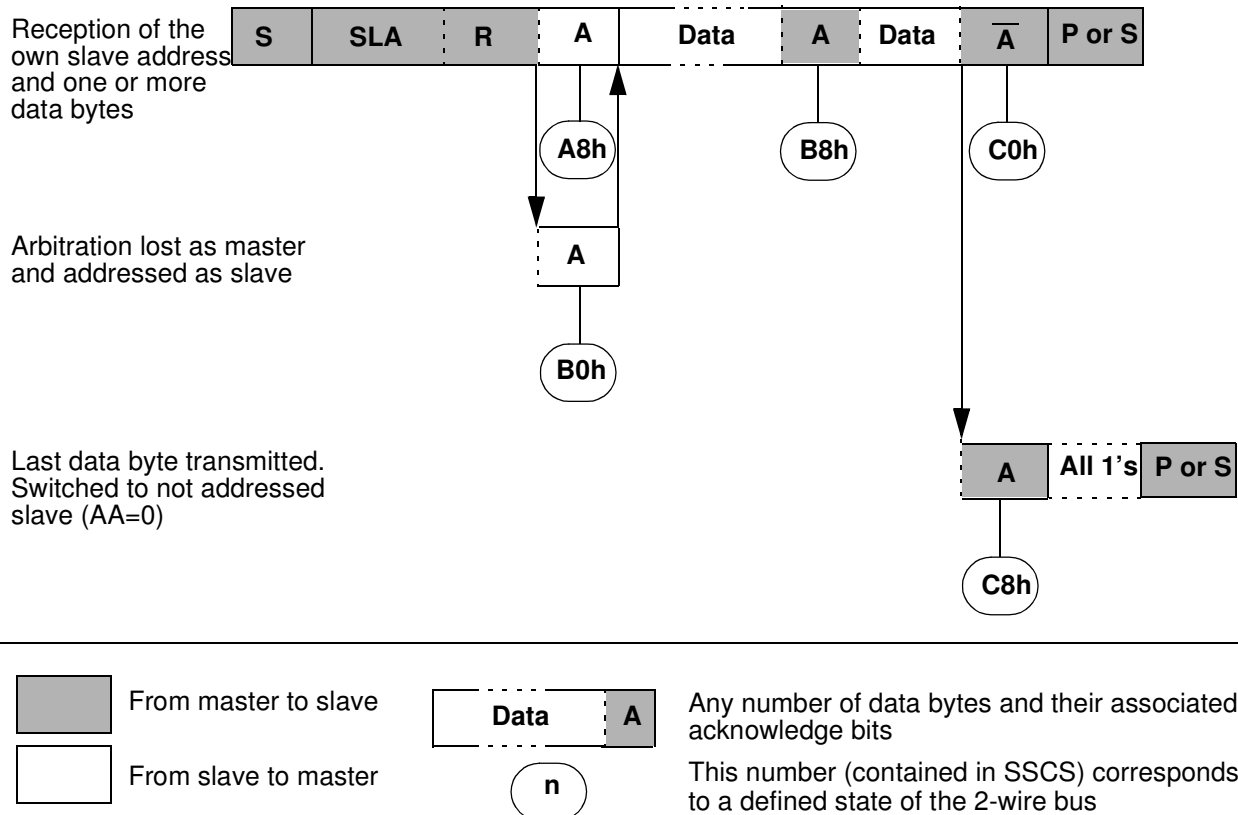 Reception of the
own slave address
and one or more
data bytes
S SLA R A Data A Data A̅ P or S
A8h B8h C0h
Arbitration lost as master
and addressed as slave
A
B0h
Last data byte transmitted.
Switched to not addressed
slave (AA=0)
A All 1's P or S
C8h
From master to slave
Data A
Any number of data bytes and their associated
acknowledge bits
From slave to master
n
This number (contained in SSCS) corresponds
to a defined state of the 2-wire bus